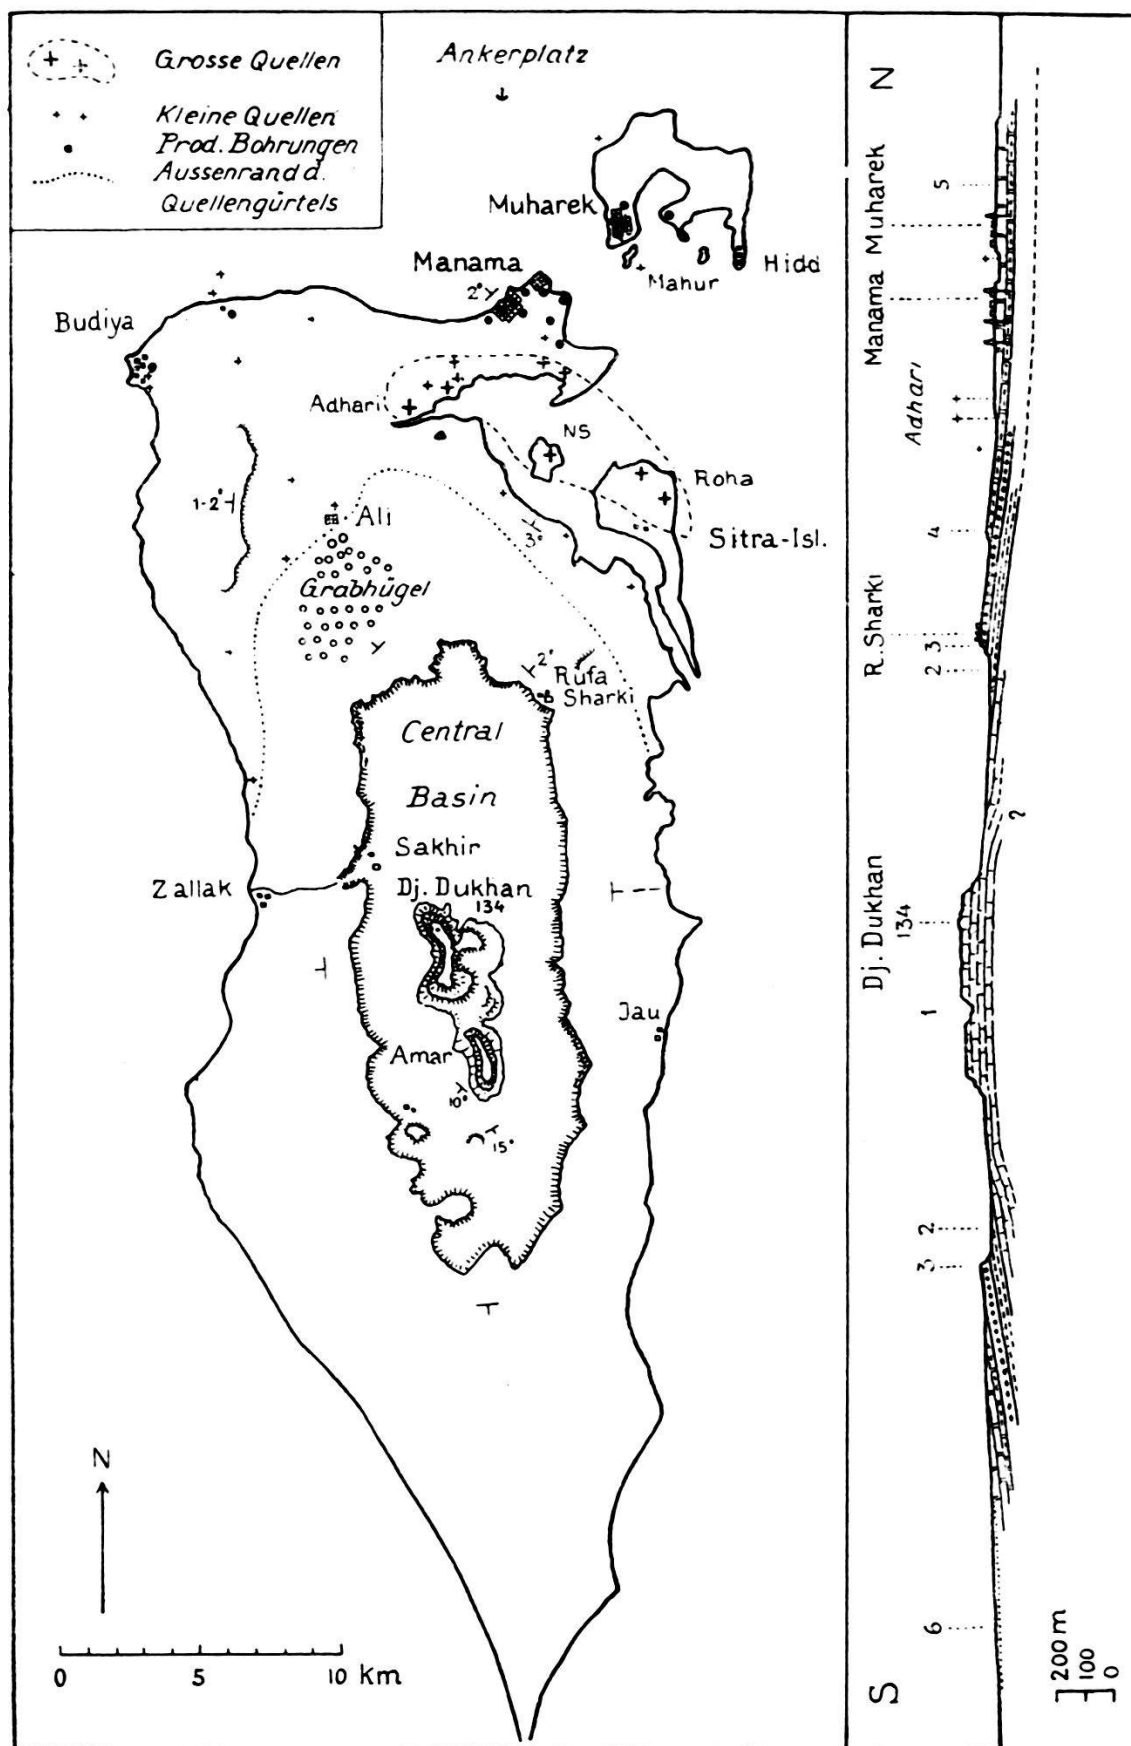 Grosse Quellen
Kleine Quellen
Prod. Bohrungen
Aussenrand d.
Quellengürtels
Ankerplatz
Muharek
Hidd
Mahur
Manama
2°
Budiya
Adhari
NS
Roha
Sitra-Isl.
1-2°
Ali
3°
Grabhügel
2°
Rufa
Sharki
Central
Basin
Sakhir
Zallak
Dj. Dukhan
134
Jau
Amar
10°
15°
N
0 5 10 km
N
5
Manama Muharek
Adhari
4
R. Sharki
3
2
?
Dj. Dukhan
134
1
2
3
6
S
200 m
100
0